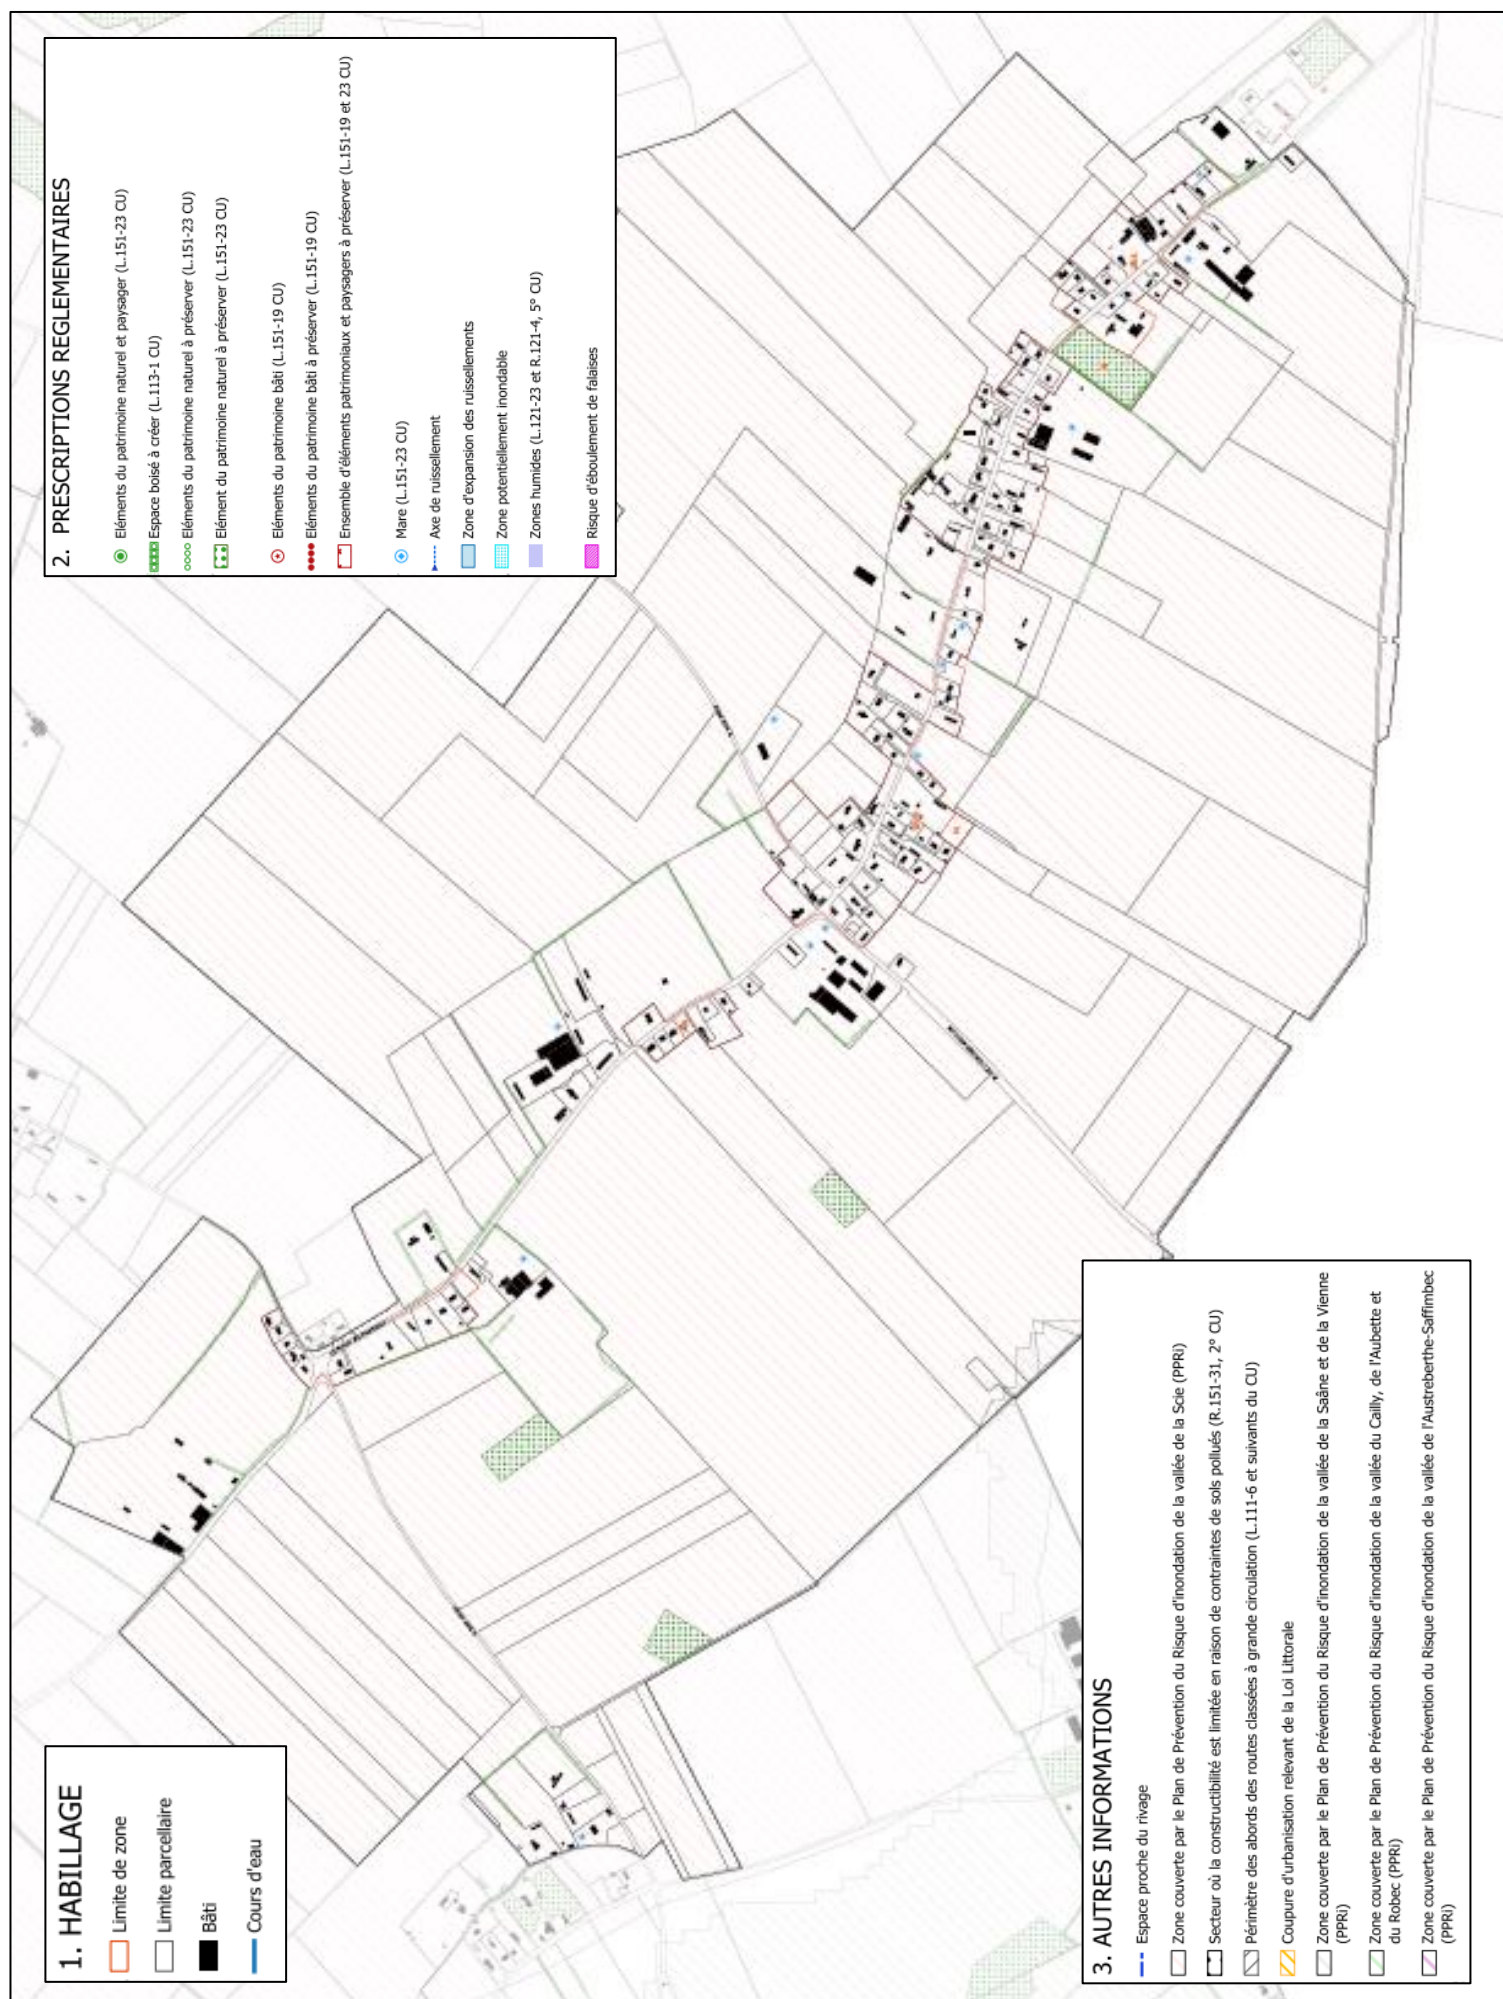 1. HABILLAGE
Limite de zone
Limite parcellaire
Bâti
Cours d'eau
2. PRESCRIPTIONS REGLEMENTAIRES
Eléments du patrimoine naturel et paysager (L.151-23 CU)
Espace boisé à créer (L.113-1 CU)
Eléments du patrimoine naturel à préserver (L.151-23 CU)
Elément du patrimoine naturel à préserver (L.151-23 CU)
Eléments du patrimoine bâti (L.151-19 CU)
Eléments du patrimoine bâti à préserver (L.151-19 CU)
Ensemble d'éléments patrimoniaux et paysagers à préserver (L.151-19 et 23 CU)
Mare (L.151-23 CU)
Axe de ruissellement
Zone d'expansion des ruissellements
Zone potentiellement inondable
Zones humides (L.121-23 et R.121-4, 5° CU)
Risque d'éboulement de falaises
3. AUTRES INFORMATIONS
Espace proche du rivage
Zone couverte par le Plan de Prévention du Risque d'inondation de la vallée de la Scie (PPRi)
Secteur où la constructibilité est limitée en raison de contraintes de sols pollués (R.151-31, 2° CU)
Périmètre des abords des routes classées à grande circulation (L.111-6 et suivants du CU)
Coupure d'urbanisation relevant de la Loi Littorale
Zone couverte par le Plan de Prévention du Risque d'inondation de la vallée de la Saâne et de la Vienne
(PPRi)
Zone couverte par le Plan de Prévention du Risque d'inondation de la vallée du Cailly, de l'Aubette et
du Robec (PPRi)
Zone couverte par le Plan de Prévention du Risque d'inondation de la vallée de l'Austreberthe-Saffimbec
(PPRi)